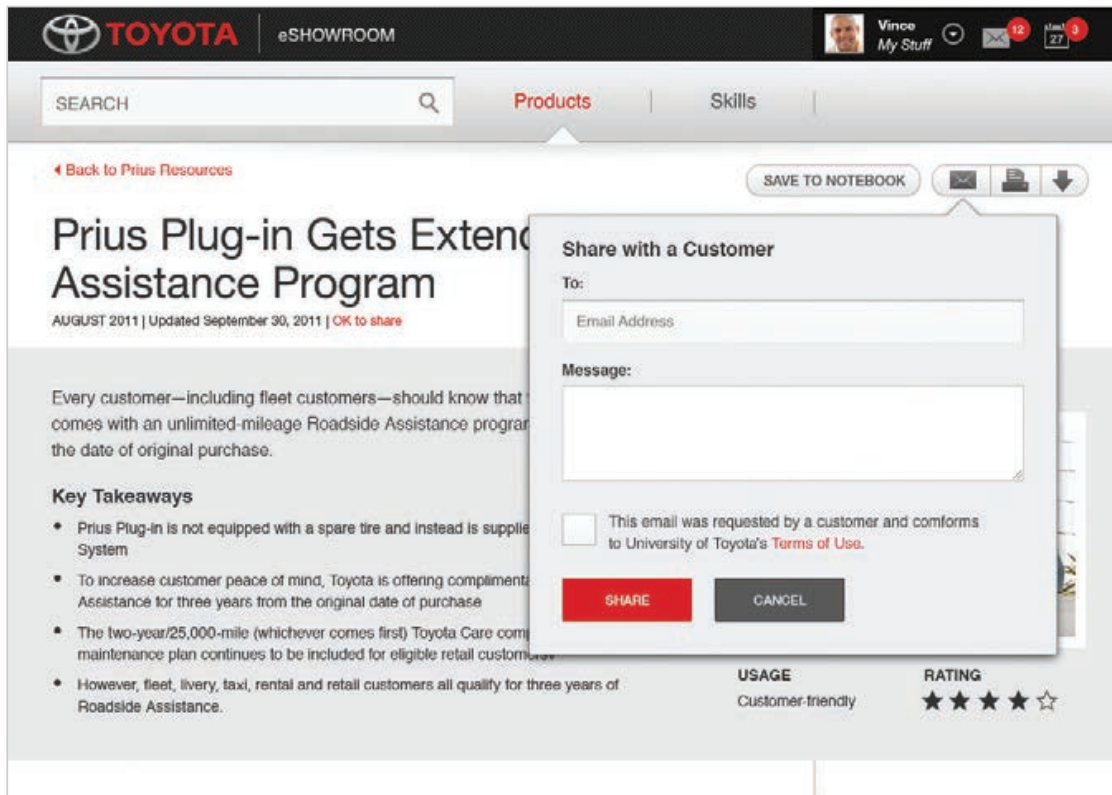 TOYOTA eSHOWROOM
Vince
My Stuff
12
27
3
SEARCH
Products
Skills
Back to Prius Resources
SAVE TO NOTEBOOK
Prius Plug-in Gets Extend
Assistance Program
AUGUST 2011 | Updated September 30, 2011 | OK to share
Share with a Customer
To:
Email Address
Message:
This email was requested by a customer and comforms
to University of Toyota's Terms of Use.
SHARE
CANCEL
Every customer—including fleet customers—should know that
comes with an unlimited-mileage Roadside Assistance program
the date of original purchase.
Key Takeaways
• Prius Plug-in is not equipped with a spare tire and instead is supplie
System
• To increase customer peace of mind, Toyota is offering complimenta
Assistance for three years from the original date of purchase
• The two-year/25,000-mile (whichever comes first) Toyota Care comp
maintenance plan continues to be included for eligible retail customers.
• However, fleet, livery, taxi, rental and retail customers all qualify for three years of
Roadside Assistance.
USAGE
Customer-friendly
RATING